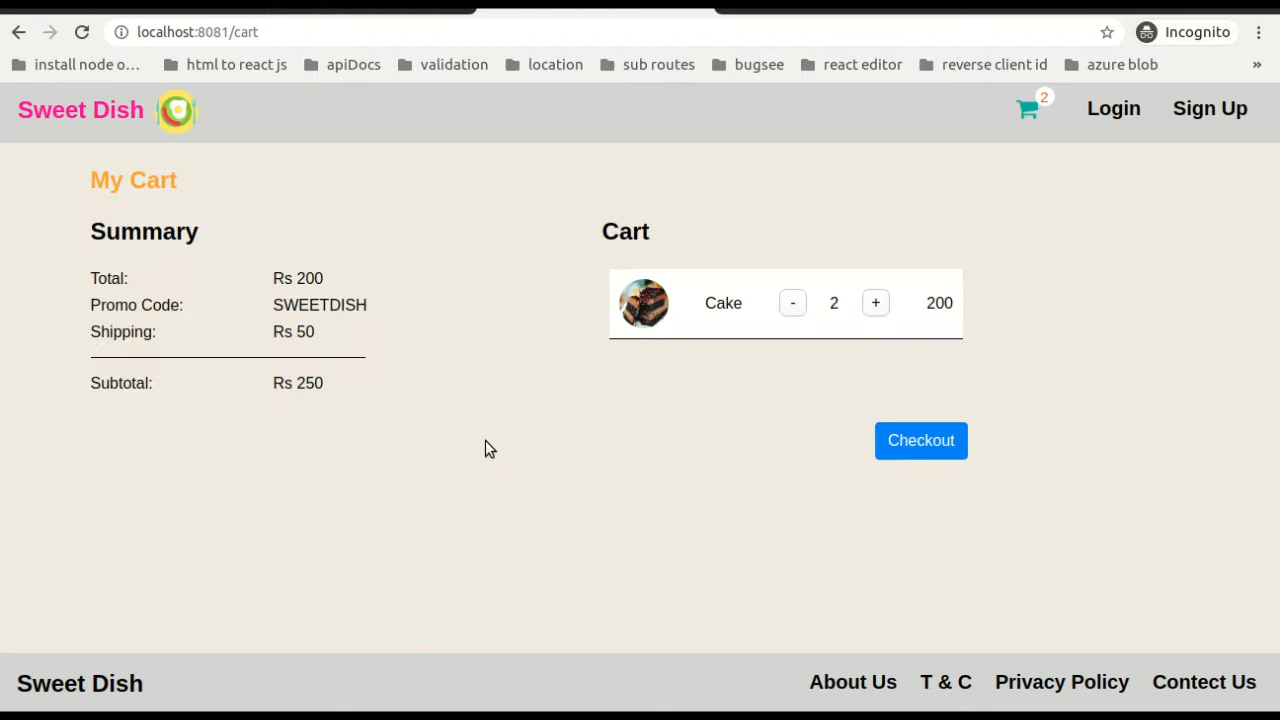 localhost:8081/cart
Incognito
install node o...
html to react js
apiDocs
validation
location
sub routes
bugsee
react editor
reverse client id
azure blob
»
Sweet Dish
2
Login
Sign Up
My Cart
Summary
Total: Rs 200
Promo Code: SWEETDISH
Shipping: Rs 50
Subtotal: Rs 250
Cart
Cake - 2 + 200
Checkout
Sweet Dish
About Us
T & C
Privacy Policy
Contect Us